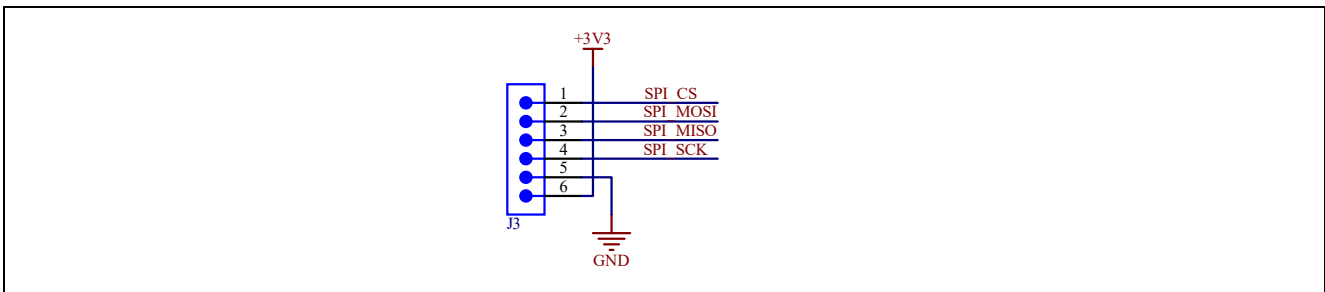 +3V3
1 SPI_CS
2 SPI_MOSI
3 SPI_MISO
4 SPI_SCK
5
6
J3
GND